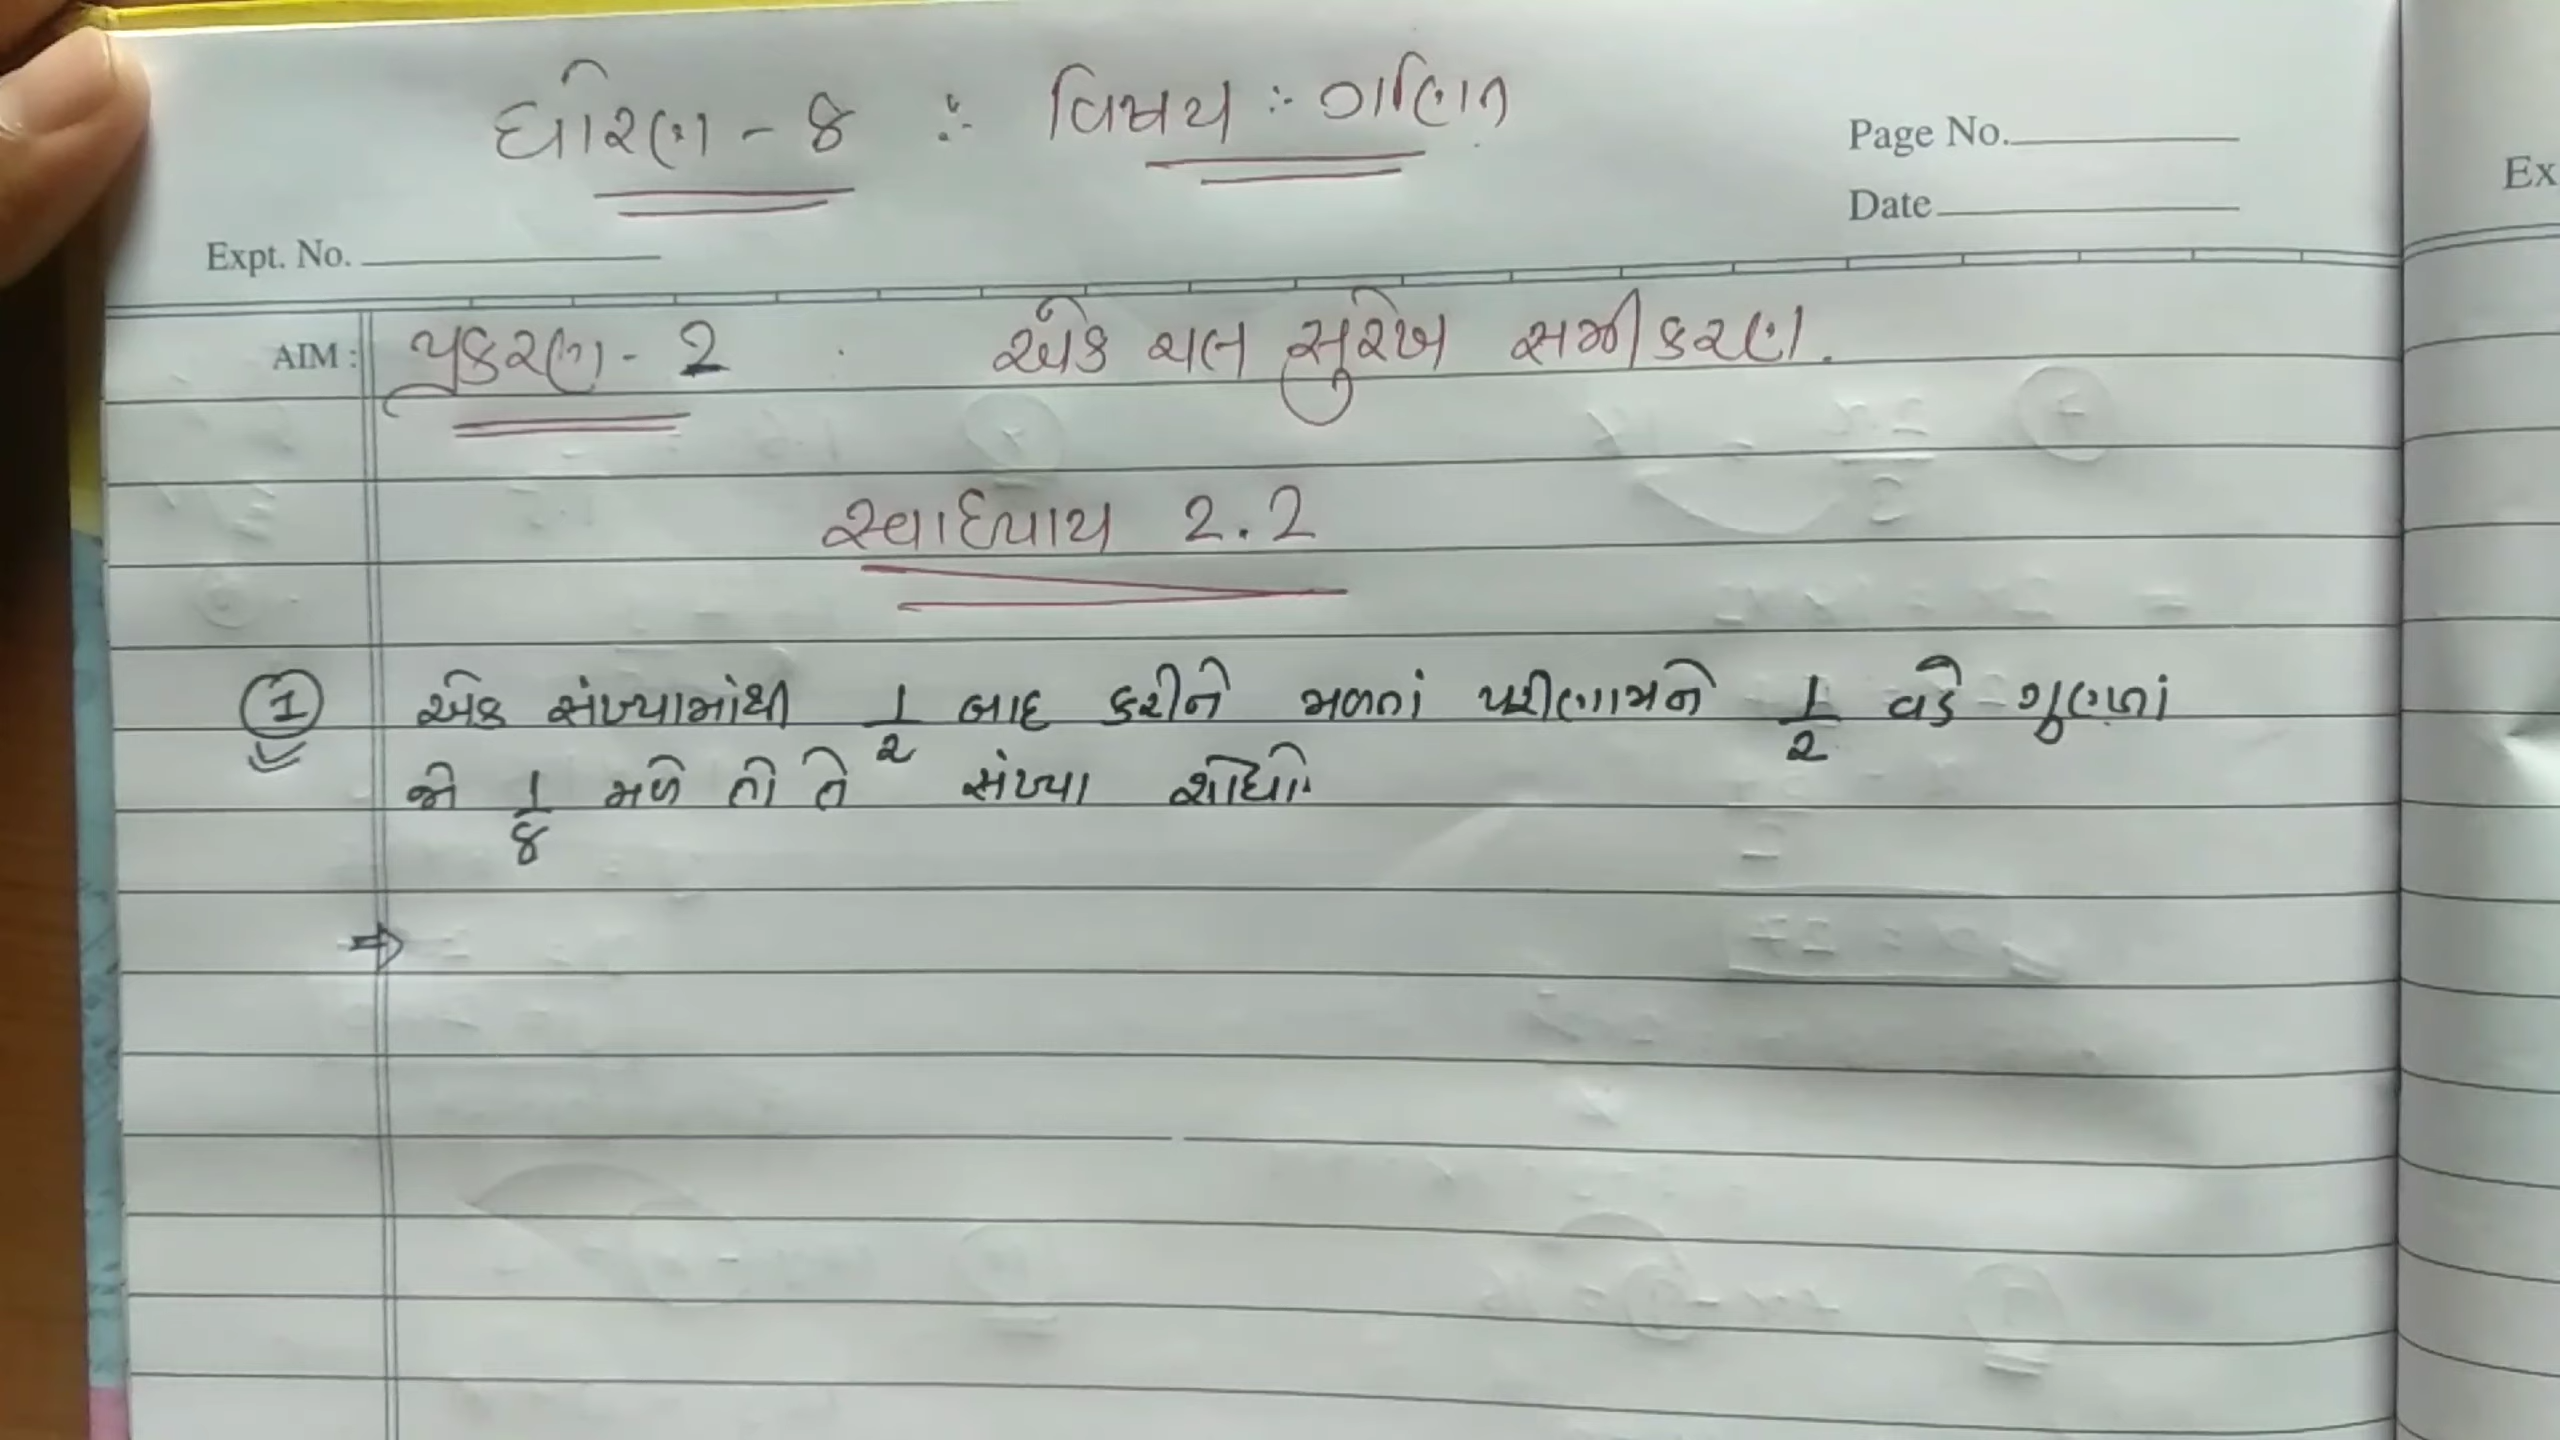 ધોરણ - 8 :- વિષય :- ગણિત
Page No.
Date
Ex
Expt. No.
AIM : પ્રકરણ - 2 એક ચલ સુરેખ સમીકરણ.
સ્વાધ્યાય 2.2
1 એક સંખ્યામાંથી 1/2 બાદ કરીને મળતાં પરીણામને 1/2 વડે ગુણતાં
જો 1/8 મળે તો તે સંખ્યા શોધો.
⇒